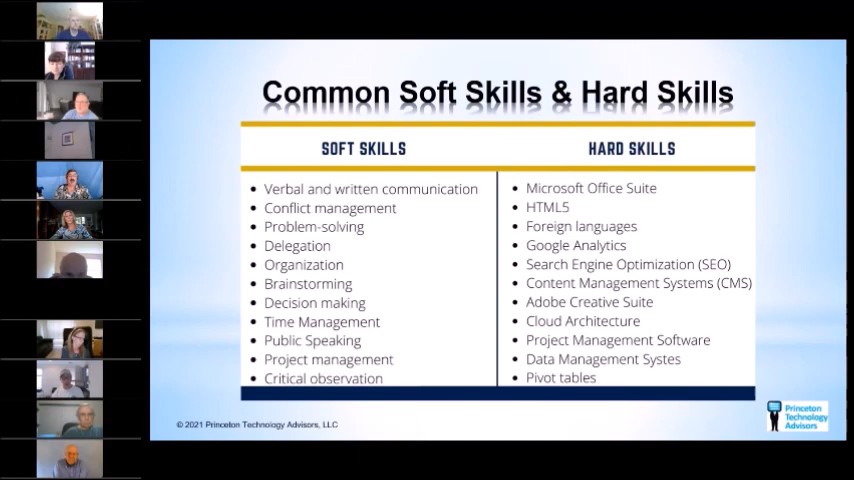 Common Soft Skills & Hard Skills
SOFT SKILLS
HARD SKILLS
• Verbal and written communication
• Conflict management
• Problem-solving
• Delegation
• Organization
• Brainstorming
• Decision making
• Time Management
• Public Speaking
• Project management
• Critical observation
• Microsoft Office Suite
• HTML5
• Foreign languages
• Google Analytics
• Search Engine Optimization (SEO)
• Content Management Systems (CMS)
• Adobe Creative Suite
• Cloud Architecture
• Project Management Software
• Data Management Systes
• Pivot tables
© 2021 Princeton Technology Advisors, LLC
Princeton
Technology
Advisors